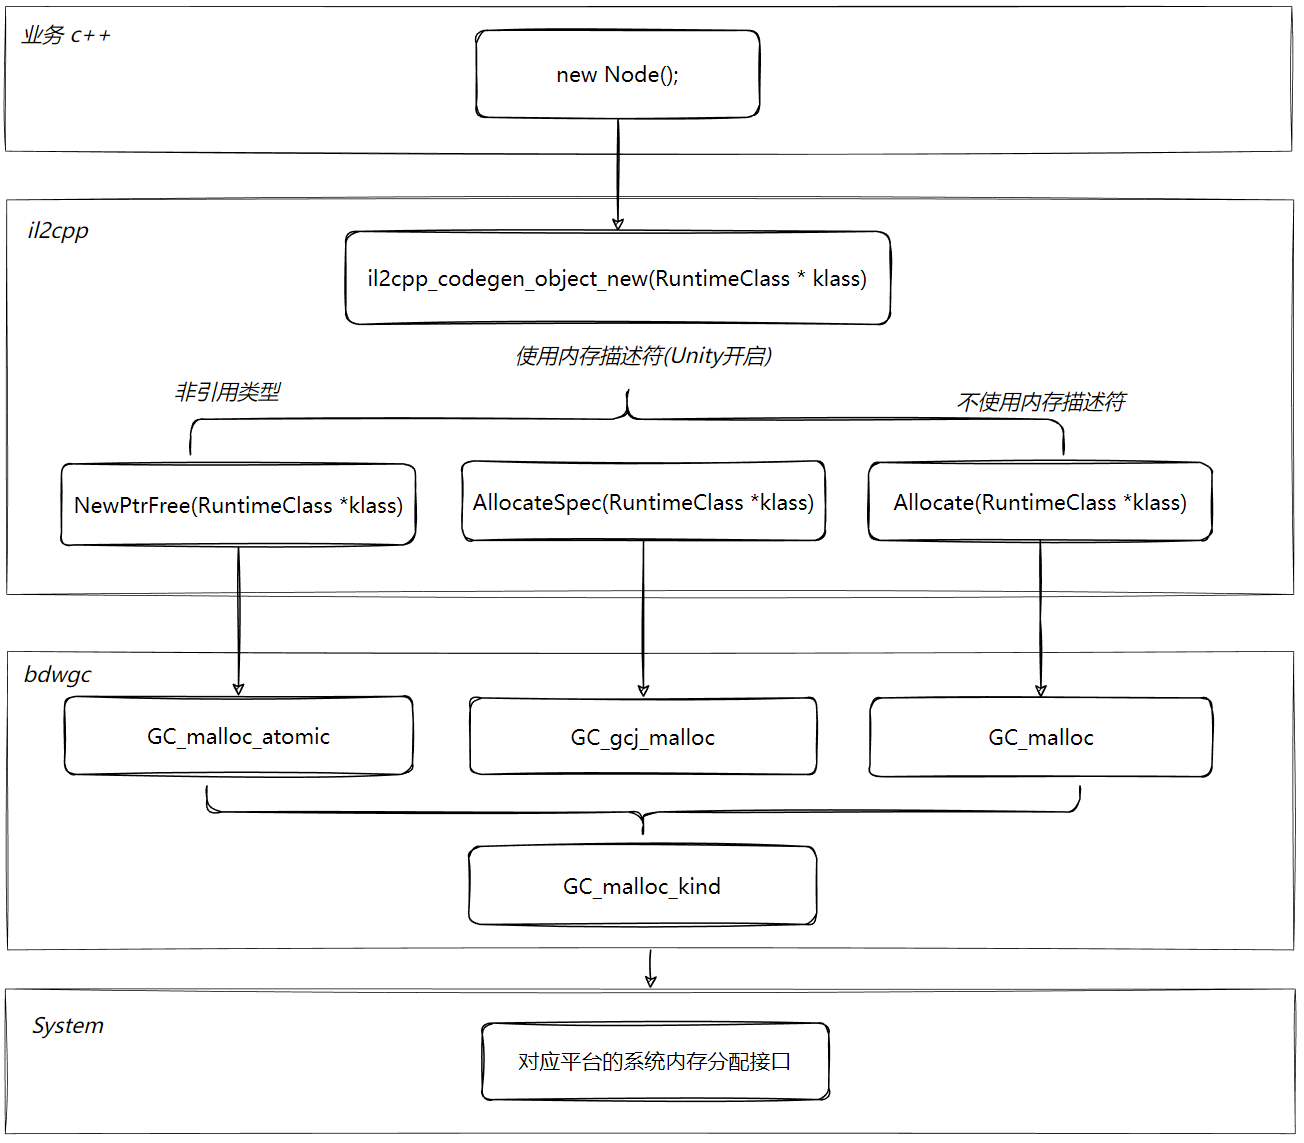 业务 c++
new Node();
il2cpp
il2cpp_codegen_object_new(RuntimeClass * klass)
使用内存描述符(Unity开启)
非引用类型
不使用内存描述符
NewPtrFree(RuntimeClass *klass)
AllocateSpec(RuntimeClass *klass)
Allocate(RuntimeClass *klass)
bdwgc
GC_malloc_atomic
GC_gcj_malloc
GC_malloc
GC_malloc_kind
System
对应平台的系统内存分配接口